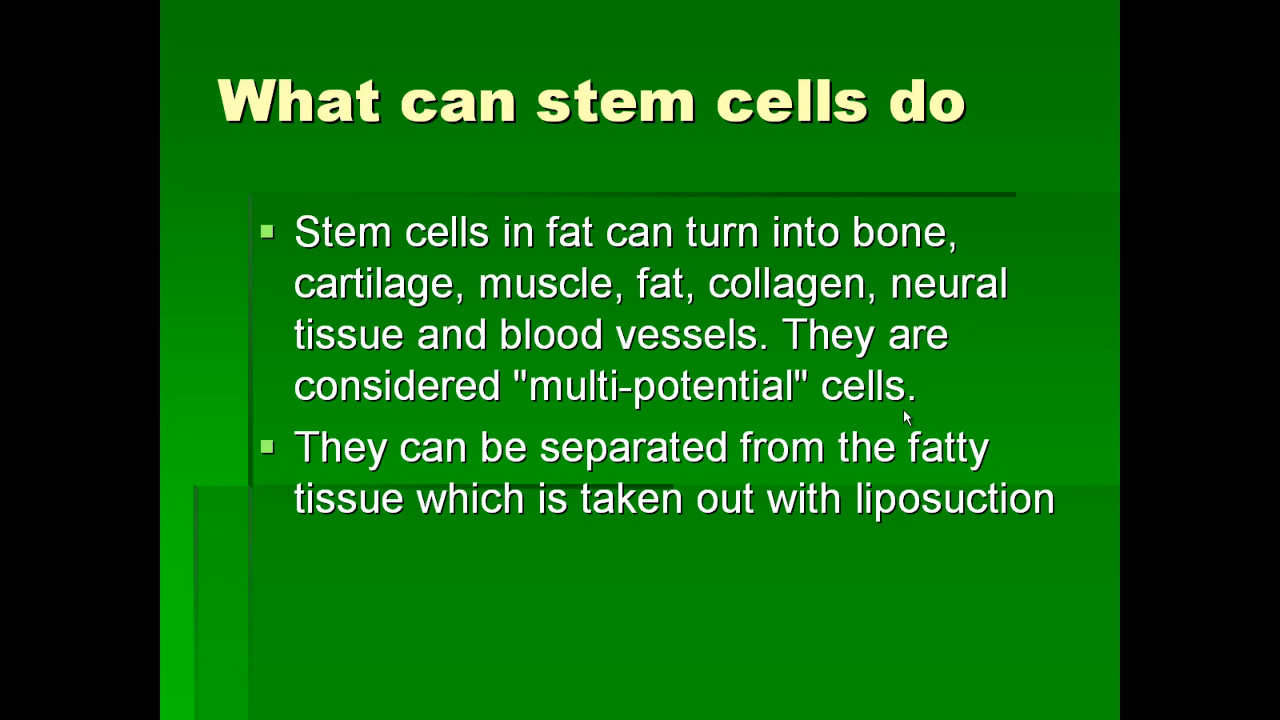 What can stem cells do
Stem cells in fat can turn into bone,
cartilage, muscle, fat, collagen, neural
tissue and blood vessels. They are
considered "multi-potential" cells.
They can be separated from the fatty
tissue which is taken out with liposuction